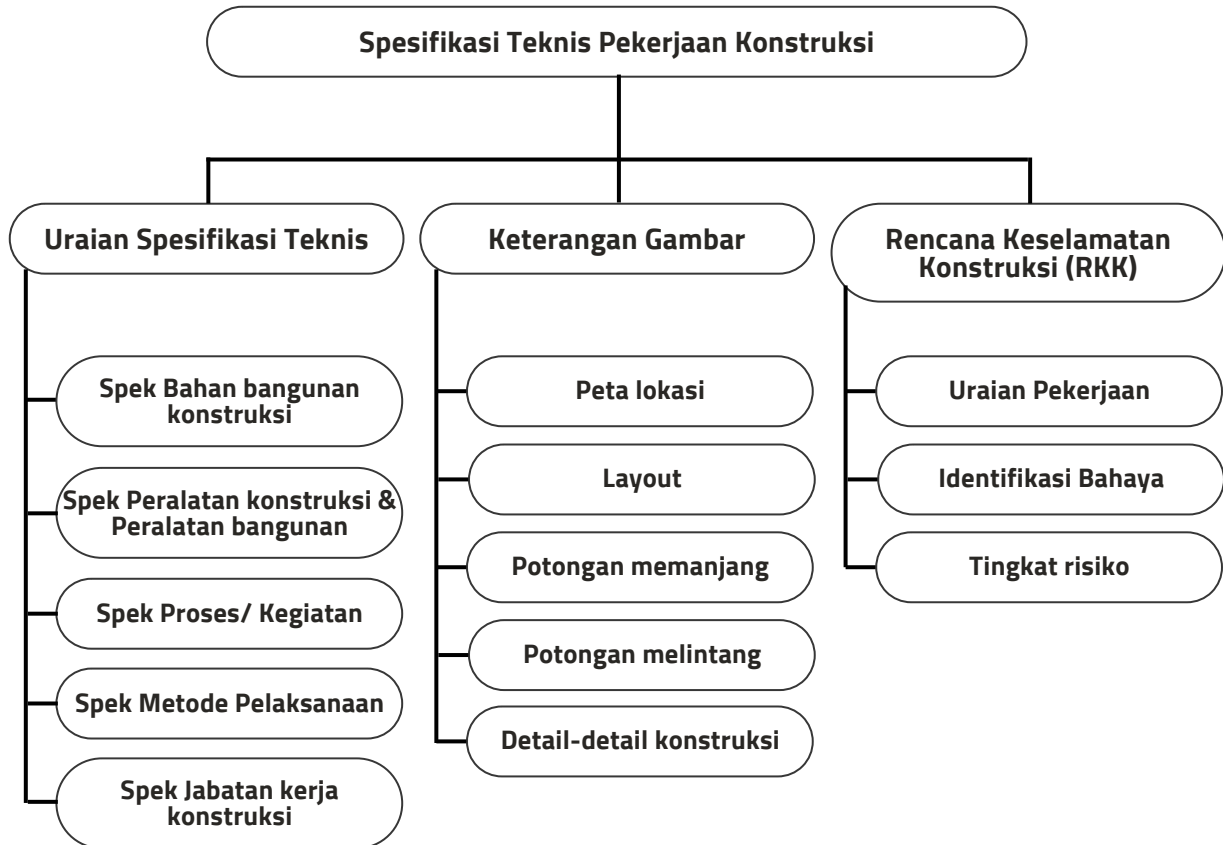 Spesifikasi Teknis Pekerjaan Konstruksi
Uraian Spesifikasi Teknis
Spek Bahan bangunan
konstruksi
Spek Peralatan konstruksi &
Peralatan bangunan
Spek Proses/ Kegiatan
Spek Metode Pelaksanaan
Spek Jabatan kerja
konstruksi
Keterangan Gambar
Peta lokasi
Layout
Potongan memanjang
Potongan melintang
Detail-detail konstruksi
Rencana Keselamatan
Konstruksi (RKK)
Uraian Pekerjaan
Identifikasi Bahaya
Tingkat risiko